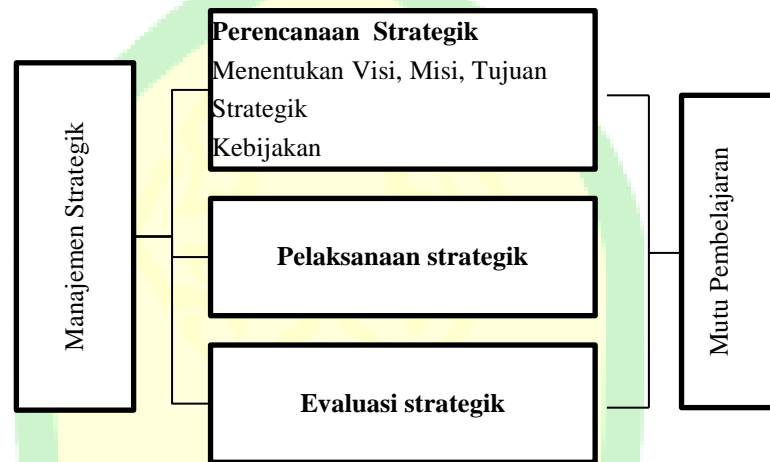 Manajemen Strategik
Perencanaan Strategik
Menentukan Visi, Misi, Tujuan
Strategik
Kebijakan
Pelaksanaan strategik
Evaluasi strategik
Mutu Pembelajaran